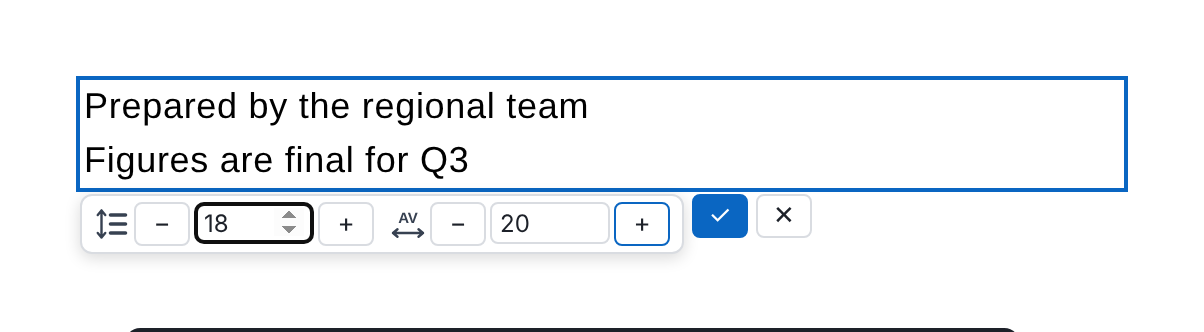 Prepared by the regional team
Figures are final for Q3
− 18 + AV − 20 +